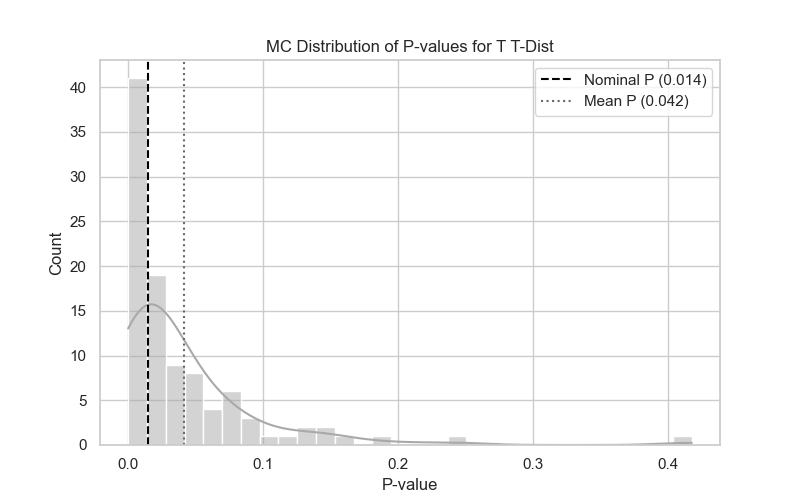 MC Distribution of P-values for T T-Dist
Nominal P (0.014)
Mean P (0.042)
Count
40
35
30
25
20
15
10
5
0
0.0 0.1 0.2 0.3 0.4
P-value